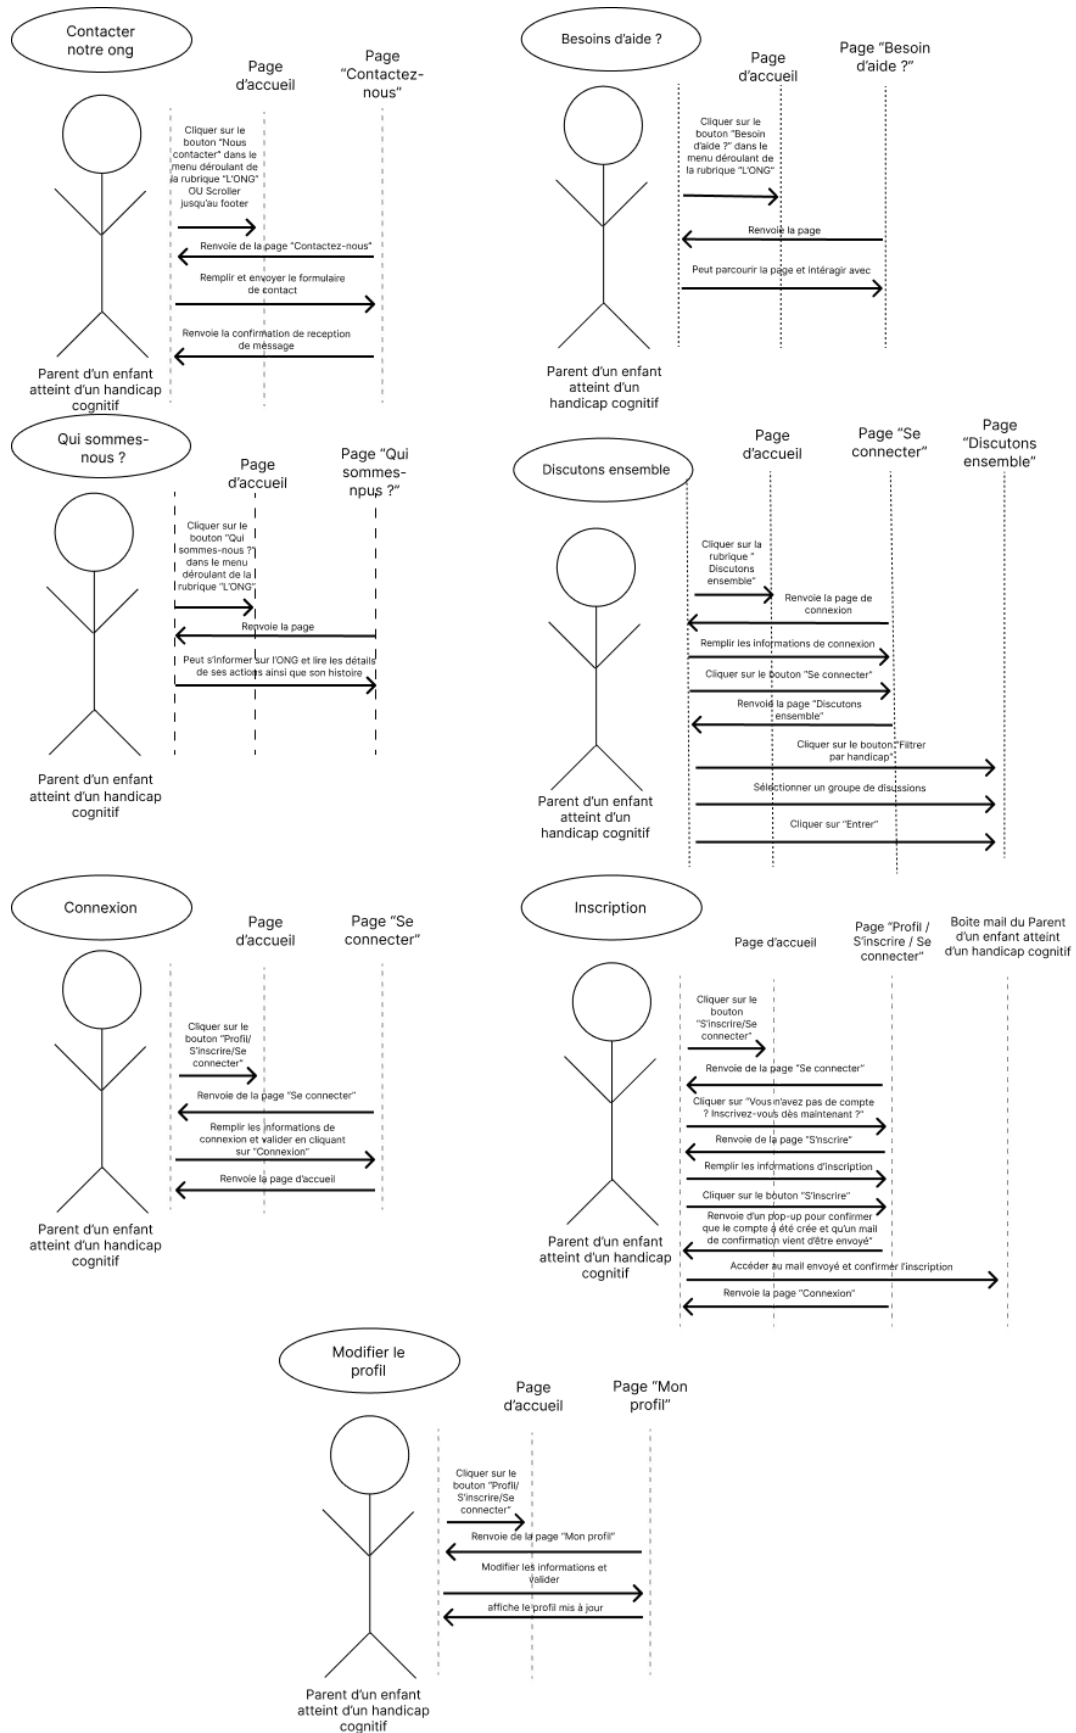 Contacter
notre ong
Page
d'accueil
Page
"Contactez-
nous"
Cliquer sur le
bouton "Nous
contacter" dans le
menu déroulant de
la rubrique "L'ONG"
OU Scroller
jusqu'au footer
Renvoie de la page "Contactez-nous"
Remplir et envoyer le formulaire
de contact
Renvoie la confirmation de reception
de message
Parent d'un enfant
atteint d'un handicap
cognitif
Besoins d'aide ?
Page
d'accueil
Page "Besoin
d'aide ?"
Cliquer sur le
bouton "Besoin
d'aide ?" dans le
menu déroulant de
la rubrique "L'ONG"
Renvoie la page
Peut parcourir la page et intéragir avec
Parent d'un enfant
atteint d'un
handicap cognitif
Qui sommes-
nous ?
Page
d'accueil
Page "Qui
sommes-
npus ?"
Cliquer sur le
bouton "Qui
sommes-nous ?"
dans le menu
déroulant de la
rubrique "L'ONG"
Renvoie la page
Peut s'informer sur l'ONG et lire les détails
de ses actions ainsi que son histoire
Parent d'un enfant
atteint d'un handicap
cognitif
Discutons ensemble
Page
d'accueil
Page "Se
connecter"
Page
"Discutons
ensemble"
Cliquer sur la
rubrique "
Discutons
ensemble"
Renvoie la page de
connexion
Remplir les informations de connexion
Cliquer sur le bouton "Se connecter"
Renvoie la page "Discutons
ensemble"
Cliquer sur le bouton "Filtrer
par handicap"
Sélectionner un groupe de disussions
Cliquer sur "Entrer"
Parent d'un enfant
atteint d'un
handicap cognitif
Connexion
Page
d'accueil
Page "Se
connecter"
Cliquer sur le
bouton "Profil/
S'inscrire/Se
connecter"
Renvoie de la page "Se connecter"
Remplir les informations de
connexion et valider en cliquant
sur "Connexion"
Renvoie la page d'accueil
Parent d'un enfant
atteint d'un handicap
cognitif
Inscription
Page d'accueil
Page "Profil /
S'inscrire / Se
connecter"
Boite mail du Parent
d'un enfant atteint
d'un handicap cognitif
Cliquer sur le
bouton
"S'inscrire/Se
connecter"
Renvoie de la page "Se connecter"
Cliquer sur "Vous n'avez pas de compte
? Inscrivez-vous dès maintenant ?"
Renvoie de la page "S'nscrire"
Remplir les informations d'inscription
Cliquer sur le bouton "S'inscrire"
Renvoie d'un pop-up pour confirmer
que le compte à été crée et qu'un mail
de confirmation vient d'être envoyé"
Accéder au mail envoyé et confirmer l'inscription
Renvoie la page "Connexion"
Parent d'un enfant
atteint d'un handicap
cognitif
Modifier le
profil
Page
d'accueil
Page "Mon
profil"
Cliquer sur le
bouton "Profil/
S'inscrire/Se
connecter"
Renvoie de la page "Mon profil"
Modifier les informations et
valider
affiche le profil mis à jour
Parent d'un enfant
atteint d'un handicap
cognitif